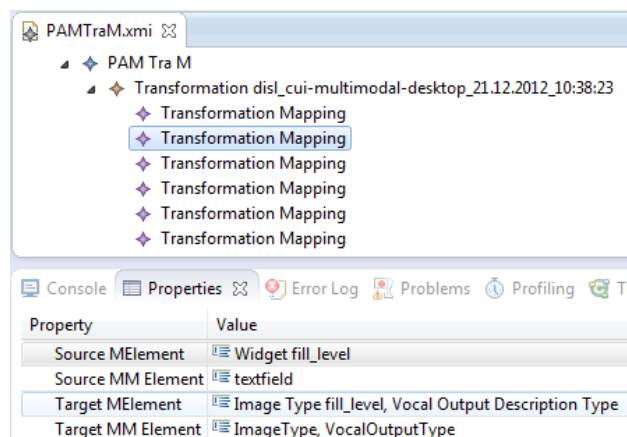 PAMTraM.xmi
PAM Tra M
Transformation disl_cui-multimodal-desktop_21.12.2012_10:38:23
Transformation Mapping
Transformation Mapping
Transformation Mapping
Transformation Mapping
Transformation Mapping
Transformation Mapping
Console Properties Error Log Problems Profiling T
Property Value
Source MElement Widget fill_level
Source MM Element textfield
Target MElement Image Type fill_level, Vocal Output Description Type
Target MM Element ImageType, VocalOutputType